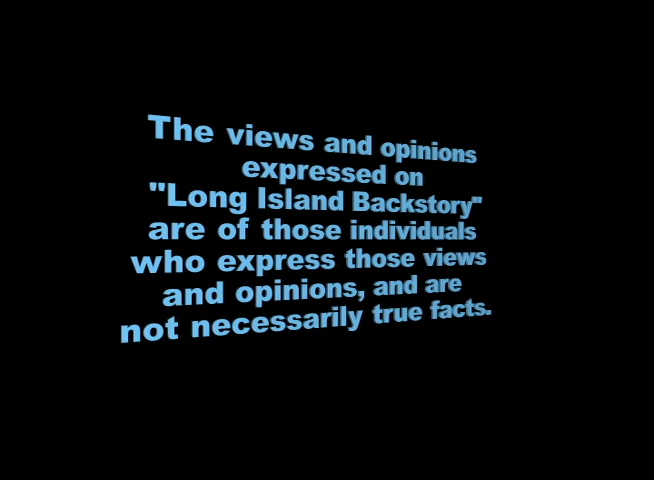 The views and opinions
expressed on
"Long Island Backstory"
are of those individuals
who express those views
and opinions, and are
not necessarily true facts.